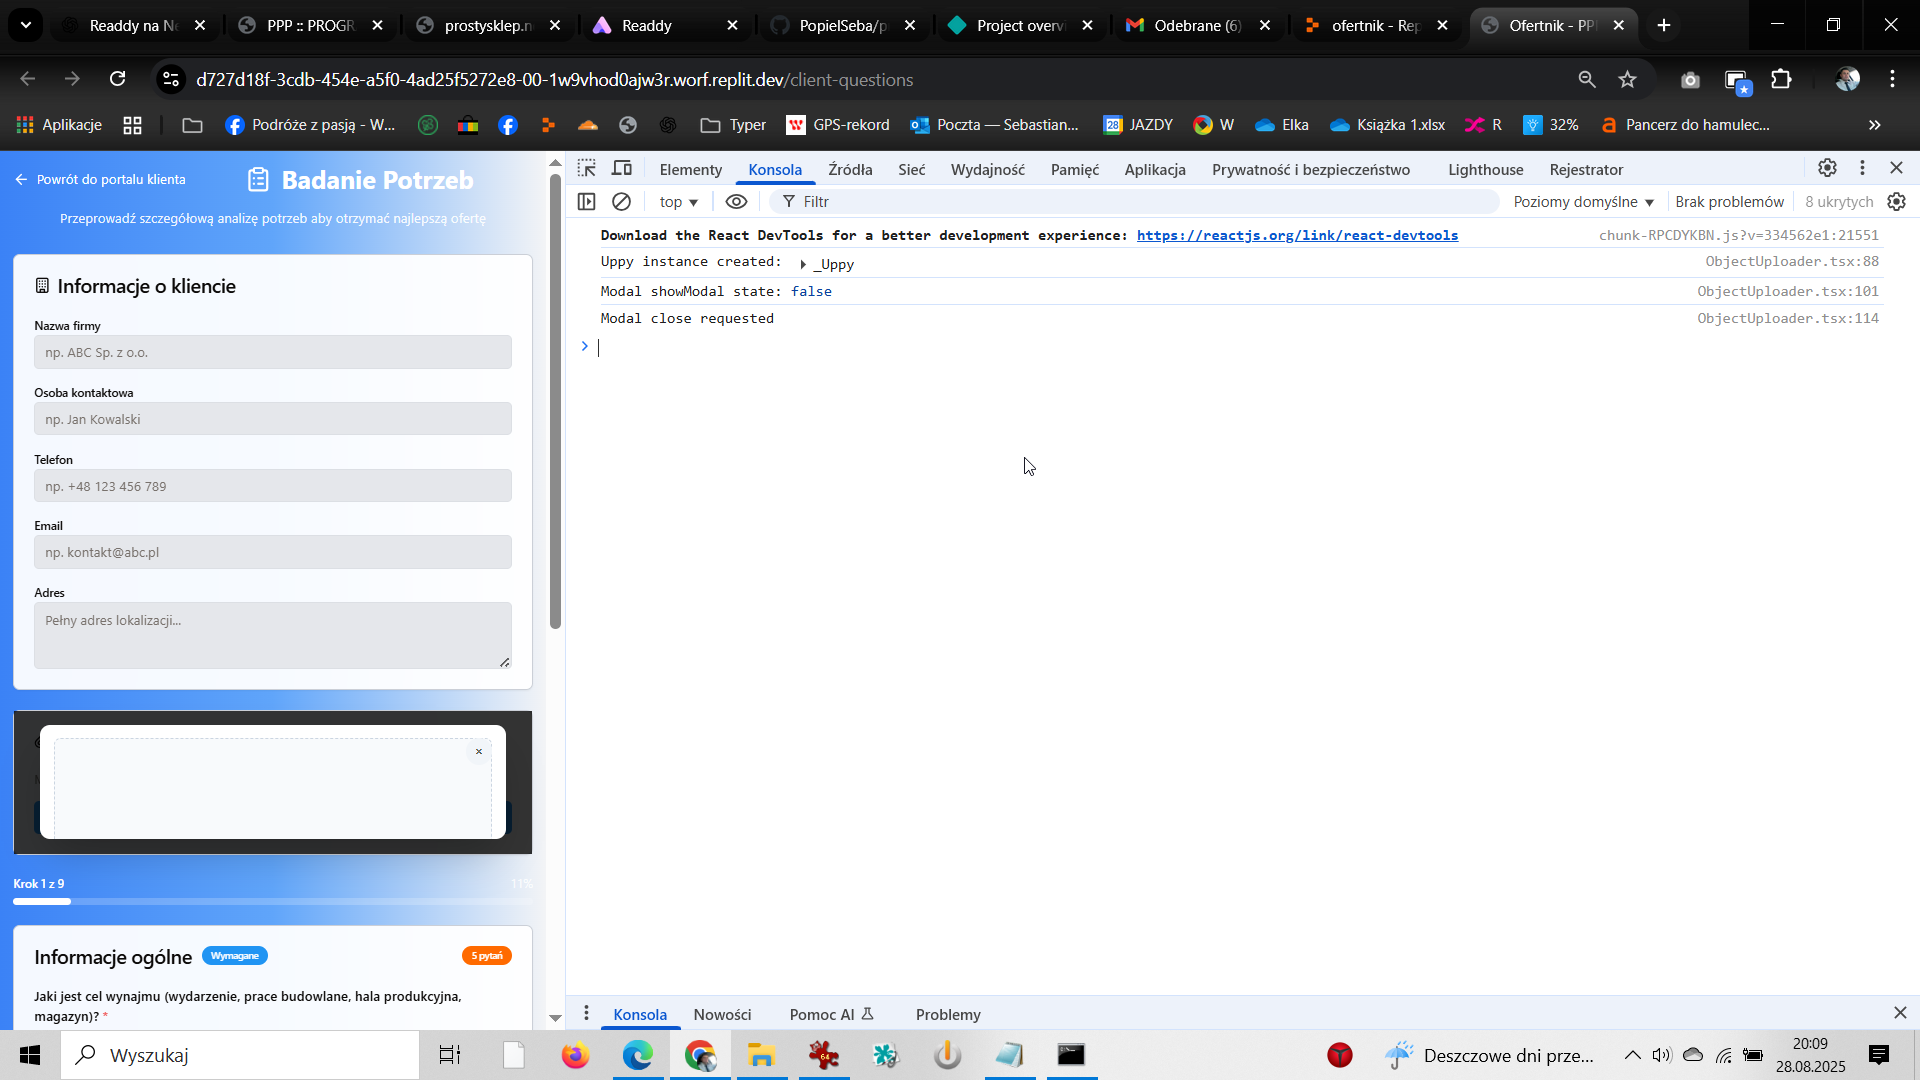 Readdy na Ne
PPP :: PROGR
prostysklep.n
Readdy
PopielSeba/p
Project overvi
Odebrane (6)
ofertnik - Rep
Ofertnik - PP
d727d18f-3cdb-454e-a5f0-4ad25f5272e8-00-1w9vhod0ajw3r.worf.replit.dev/client-questions
Aplikacje
Podróże z pasją - W...
Typer
GPS-rekord
Poczta — Sebastian...
JAZDY
W
Elka
Książka 1.xlsx
R
32%
Pancerz do hamulec...
Powrót do portalu klienta
Badanie Potrzeb
Przeprowadź szczegółową analizę potrzeb aby otrzymać najlepszą ofertę
Informacje o kliencie
Nazwa firmy
np. ABC Sp. z o.o.
Osoba kontaktowa
np. Jan Kowalski
Telefon
np. +48 123 456 789
Email
np. kontakt@abc.pl
Adres
Pełny adres lokalizacji...
Krok 1 z 9
11%
Informacje ogólne
Wymagane
5 pytań
Jaki jest cel wynajmu (wydarzenie, prace budowlane, hala produkcyjna,
magazyn)? *
Elementy
Konsola
Źródła
Sieć
Wydajność
Pamięć
Aplikacja
Prywatność i bezpieczeństwo
Lighthouse
Rejestrator
top
Filtr
Poziomy domyślne
Brak problemów
8 ukrytych
Download the React DevTools for a better development experience: https://reactjs.org/link/react-devtools
chunk-RPCDYKBN.js?v=334562e1:21551
Uppy instance created: _Uppy
ObjectUploader.tsx:88
Modal showModal state: false
ObjectUploader.tsx:101
Modal close requested
ObjectUploader.tsx:114
Konsola
Nowości
Pomoc AI
Problemy
Wyszukaj
Deszczowe dni prze...
20:09
28.08.2025